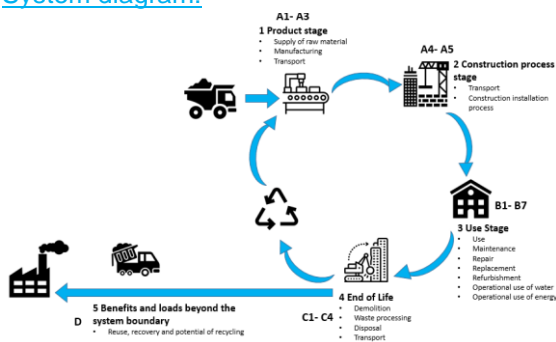 System diagram:
A1- A3
1 Product stage
• Supply of raw material
• Manufacturing
• Transport
A4- A5
2 Construction process
stage
• Transport
• Construction installation
process
B1- B7
3 Use Stage
• Use
• Maintenance
• Repair
• Replacement
• Refurbishment
• Operational use of water
• Operational use of energy
4 End of Life
C1- C4
• Demolition
• Waste processing
• Disposal
• Transport
5 Benefits and loads beyond the
D system boundary
• Reuse, recovery and potential of recycling